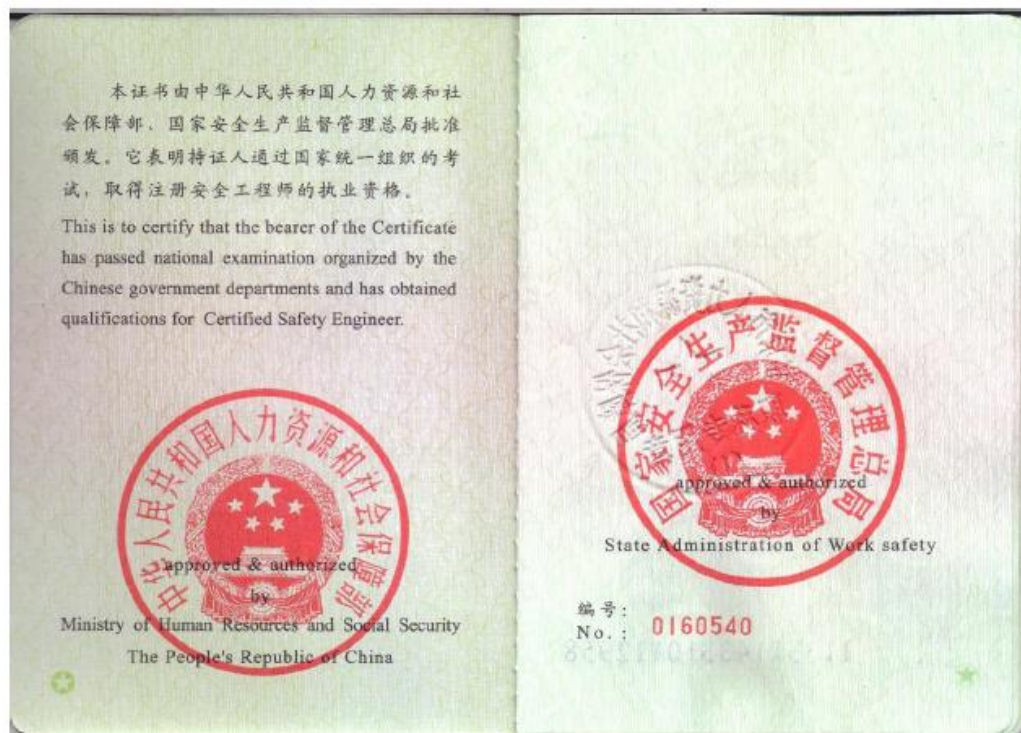 本证书由中华人民共和国人力资源和社
会保障部、国家安全生产监督管理总局批准
颁发。它表明持证人通过国家统一组织的考
试，取得注册安全工程师的执业资格。
This is to certify that the bearer of the Certificate
has passed national examination organized by the
Chinese government departments and has obtained
qualifications for Certified Safety Engineer.
中华人民共和国人力资源和社会保障部
approved & authorized
by
Ministry of Human Resources and Social Security
The People's Republic of China
国家安全生产监督管理总局
approved & authorized
by
State Administration of Work safety
编号:
No.: 0160540